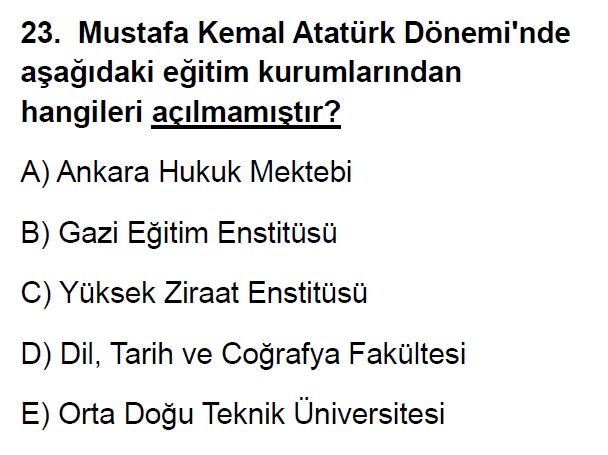 23. Mustafa Kemal Atatürk Dönemi'nde
aşağıdaki eğitim kurumlarından
hangileri açılmamıştır?
A) Ankara Hukuk Mektebi
B) Gazi Eğitim Enstitüsü
C) Yüksek Ziraat Enstitüsü
D) Dil, Tarih ve Coğrafya Fakültesi
E) Orta Doğu Teknik Üniversitesi